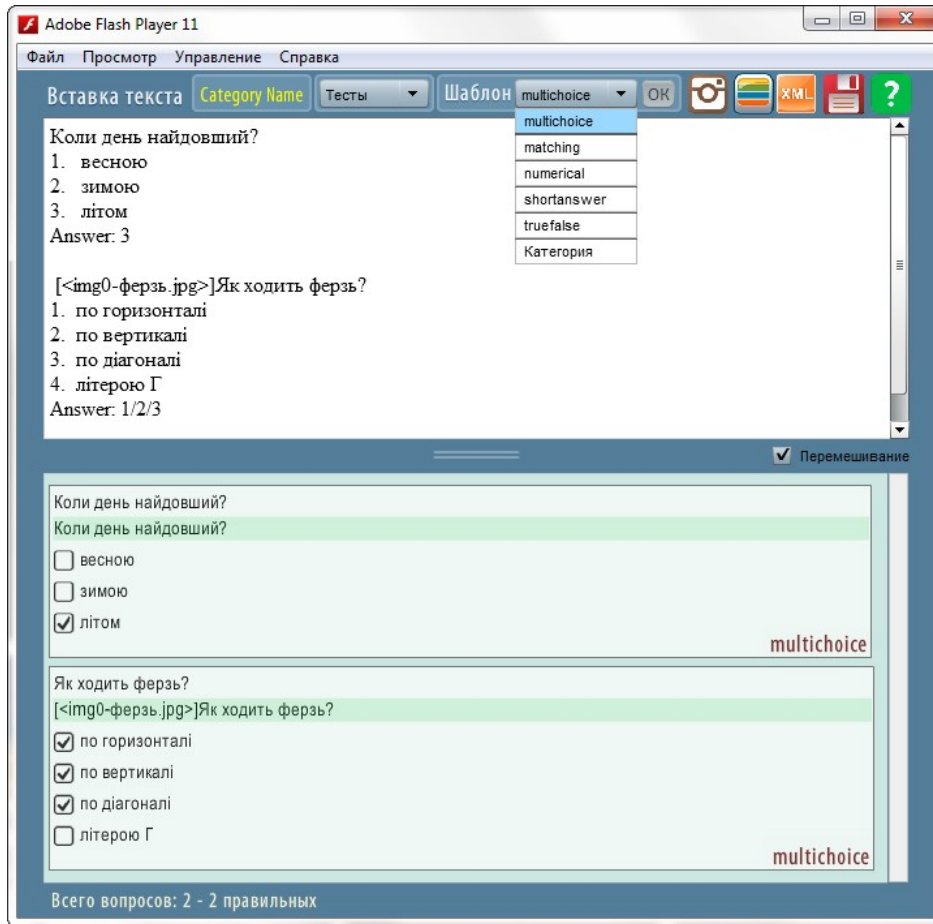 Adobe Flash Player 11
Файл Просмотр Управление Справка
Вставка текста Category Name Тесты Шаблон multichoice ОК XML ?
multichoice
matching
numerical
shortanswer
truefalse
Категория
Коли день найдовший?
1. весною
2. зимою
3. літом
Answer: 3
[<img0-ферзь.jpg>]Як ходить ферзь?
1. по горизонталі
2. по вертикалі
3. по діагоналі
4. літерою Г
Answer: 1/2/3
Перемешивание
Коли день найдовший?
Коли день найдовший?
весною
зимою
літом
multichoice
Як ходить ферзь?
[<img0-ферзь.jpg>]Як ходить ферзь?
по горизонталі
по вертикалі
по діагоналі
літерою Г
multichoice
Всего вопросов: 2 - 2 правильных